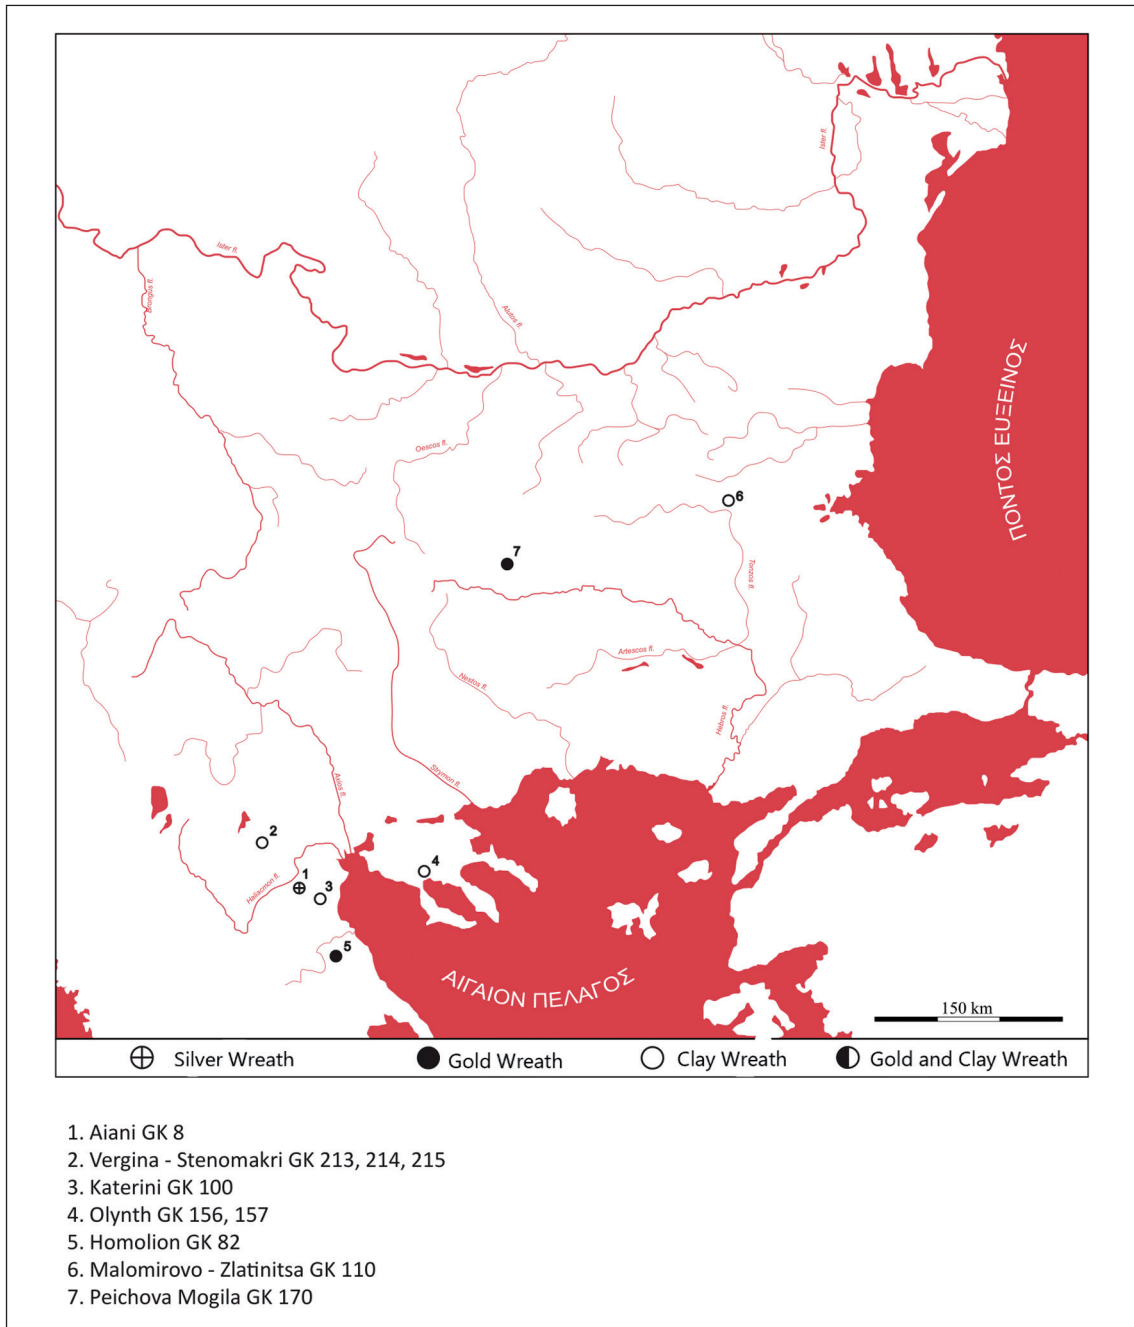 Ister fl.
Ister fl.
Brongus fl.
Alutos fl.
ΠΟΝΤΟΣ ΕΥΞΕΙΝΟΣ
Oescos fl.
6
7
Tonzos fl.
Artescos fl.
Nestos fl.
Hebros fl.
Strymon fl.
Axios fl.
2
4
1
3
Haliacmon fl.
5
ΑΙΓΑΙΟΝ ΠΕΛΑΓΟΣ
150 km
Silver Wreath Gold Wreath Clay Wreath Gold and Clay Wreath
1. Aiani GK 8
2. Vergina - Stenomakri GK 213, 214, 215
3. Katerini GK 100
4. Olynth GK 156, 157
5. Homolion GK 82
6. Malomirovo - Zlatinitsa GK 110
7. Peichova Mogila GK 170